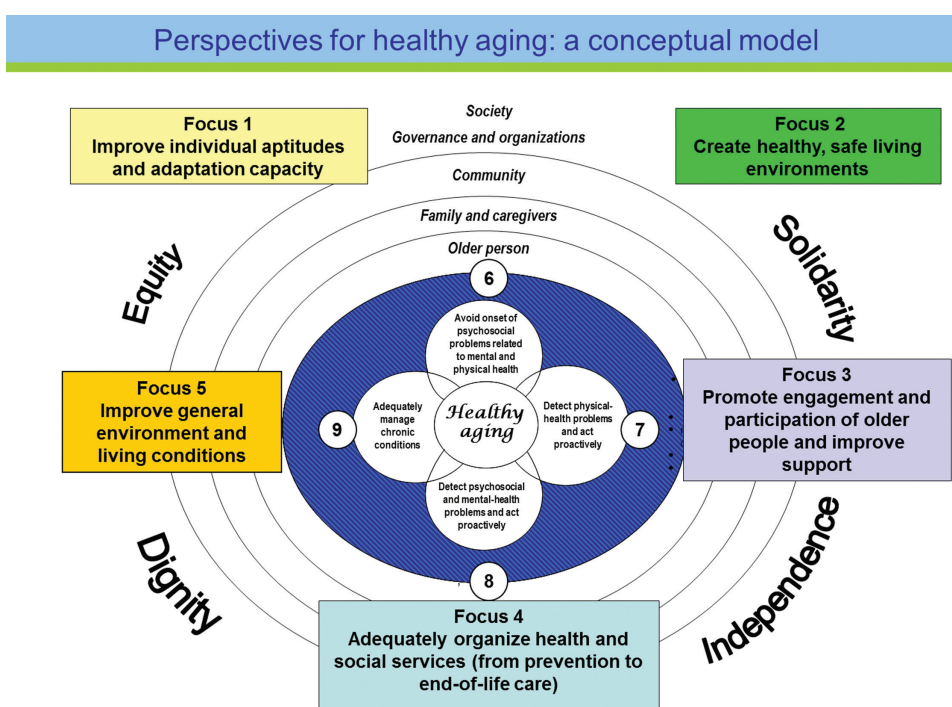 Perspectives for healthy aging: a conceptual model
Focus 1
Improve individual aptitudes
and adaptation capacity
Society
Governance and organizations
Community
Family and caregivers
Older person
Focus 2
Create healthy, safe living
environments
Equity
Solidarity
6
Avoid onset of
psychosocial
problems related
to mental and
physical health
Focus 5
Improve general
environment and
living conditions
9
Adequately
manage
chronic
conditions
Healthy
aging
Detect physical-
health problems
and act
proactively
7
Focus 3
Promote engagement and
participation of older
people and improve
support
Detect psychosocial
and mental-health
problems and act
proactively
8
Dignity
Independence
Focus 4
Adequately organize health and
social services (from prevention to
end-of-life care)